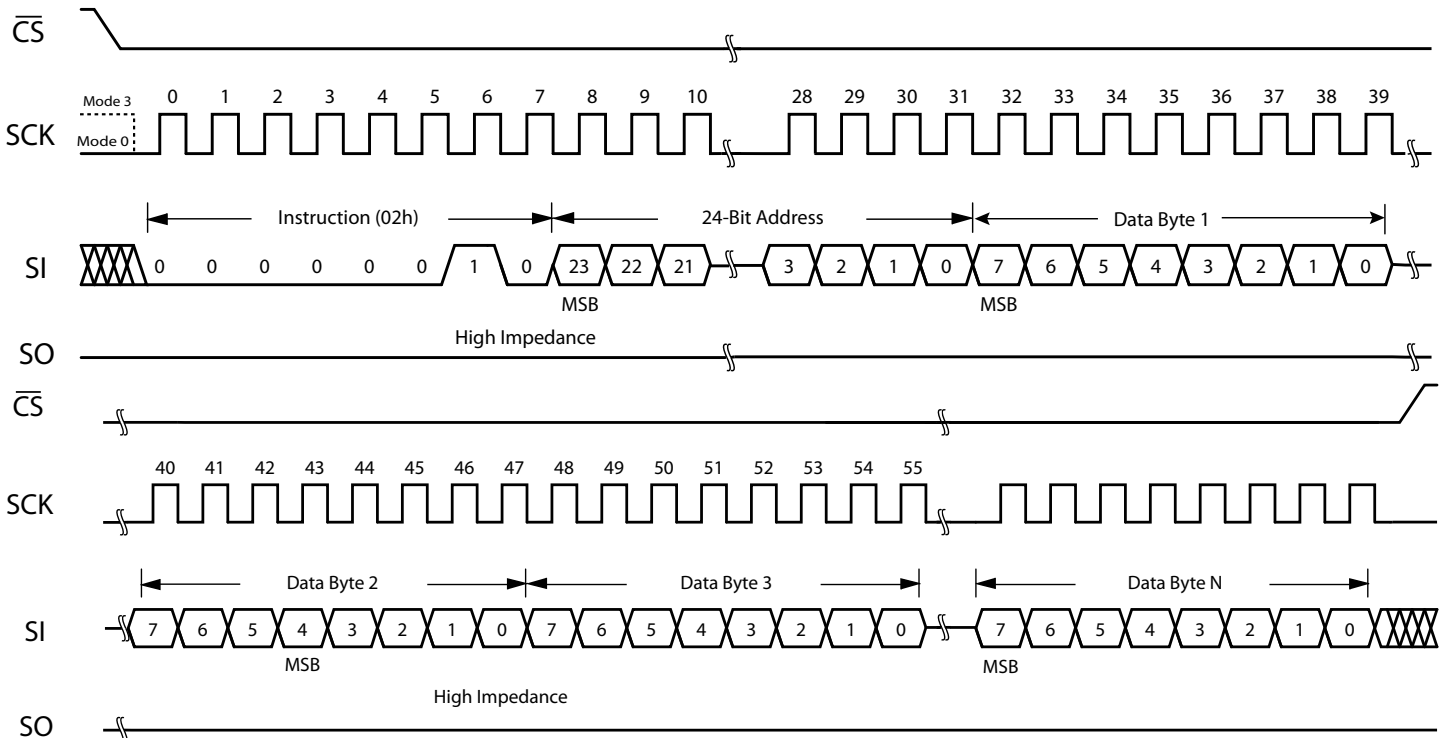 CS
Mode 3
0 1 2 3 4 5 6 7 8 9 10 28 29 30 31 32 33 34 35 36 37 38 39
SCK
Mode 0
Instruction (02h) 24-Bit Address Data Byte 1
SI 0 0 0 0 0 0 1 0 23 22 21 3 2 1 0 7 6 5 4 3 2 1 0
MSB MSB
High Impedance
SO
CS
40 41 42 43 44 45 46 47 48 49 50 51 52 53 54 55
SCK
Data Byte 2 Data Byte 3 Data Byte N
SI 7 6 5 4 3 2 1 0 7 6 5 4 3 2 1 0 7 6 5 4 3 2 1 0
MSB MSB
High Impedance
SO